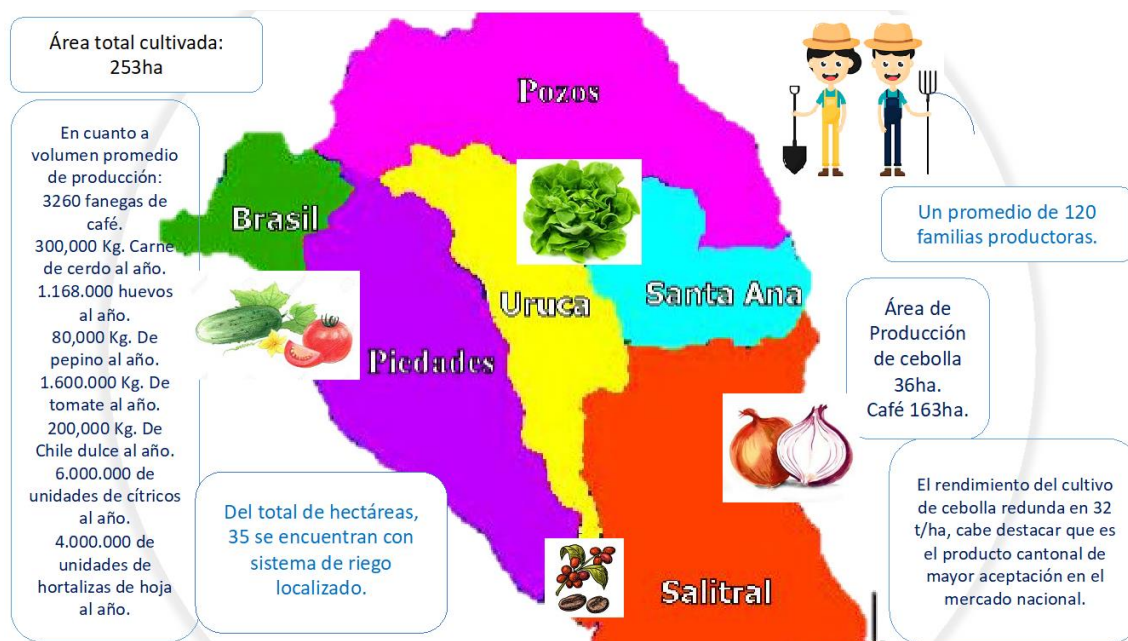 Área total cultivada:
253ha
En cuanto a
volumen promedio
de producción:
3260 fanegas de
café.
300,000 Kg. Carne
de cerdo al año.
1.168.000 huevos
al año.
80,000 Kg. De
pepino al año.
1.600.000 Kg. De
tomate al año.
200,000 Kg. De
Chile dulce al año.
6.000.000 de
unidades de cítricos
al año.
4.000.000 de
unidades de
hortalizas de hoja
al año.
Pozos
Brasil
Uruca
Santa Ana
Piedades
Salitral
Un promedio de 120
familias productoras.
Área de
Producción
de cebolla
36ha.
Café 163ha.
Del total de hectáreas,
35 se encuentran con
sistema de riego
localizado.
El rendimiento del cultivo
de cebolla redunda en 32
t/ha, cabe destacar que es
el producto cantonal de
mayor aceptación en el
mercado nacional.